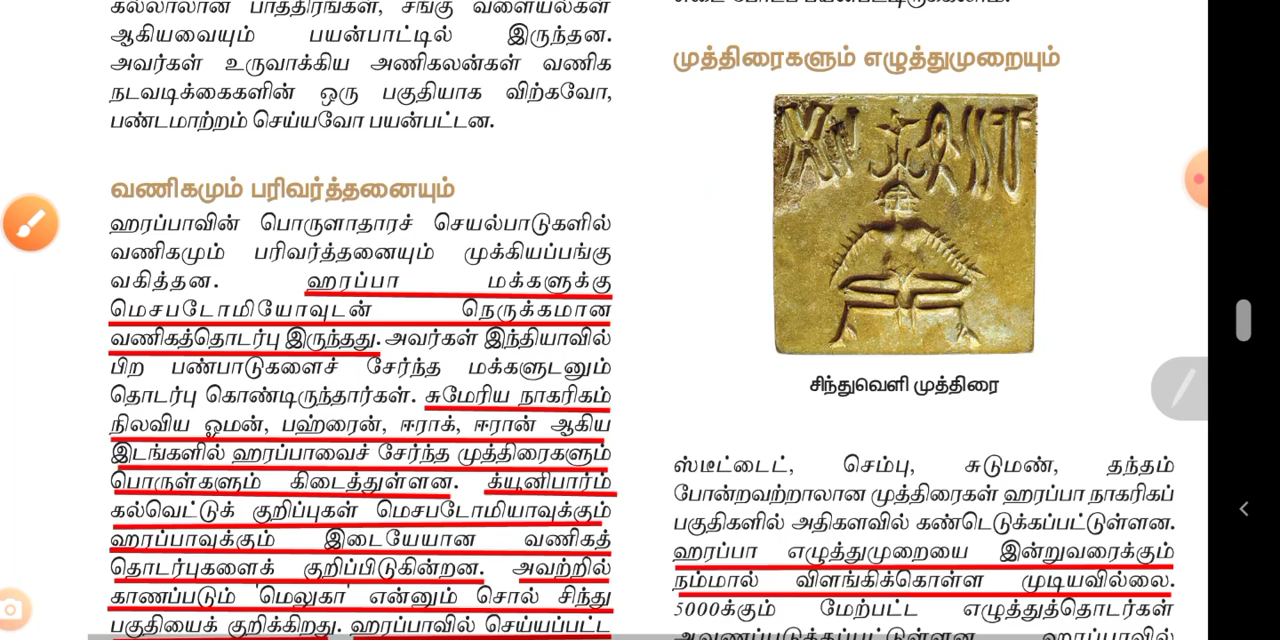 கல்லாலான பாத்திரங்கள், சங்கு வளையல்கள்
ஆகியவையும் பயன்பாட்டில் இருந்தன.
அவர்கள் உருவாக்கிய அணிகலன்கள் வணிக
நடவடிக்கைகளின் ஒரு பகுதியாக விற்கவோ,
பண்டமாற்றம் செய்யவோ பயன்பட்டன.
வணிகமும் பரிவர்த்தனையும்
ஹரப்பாவின் பொருளாதாரச் செயல்பாடுகளில்
வணிகமும் பரிவர்த்தனையும் முக்கியப்பங்கு
வகித்தன. ஹரப்பா மக்களுக்கு
மெசபடோமியோவுடன் நெருக்கமான
வணிகத்தொடர்பு இருந்தது. அவர்கள் இந்தியாவில்
பிற பண்பாடுகளைச் சேர்ந்த மக்களுடனும்
தொடர்பு கொண்டிருந்தார்கள். சுமேரிய நாகரிகம்
நிலவிய ஓமன், பஹ்ரைன், ஈராக், ஈரான் ஆகிய
இடங்களில் ஹரப்பாவைச் சேர்ந்த முத்திரைகளும்
பொருள்களும் கிடைத்துள்ளன. க்யூனிபார்ம்
கல்வெட்டுக் குறிப்புகள் மெசபடோமியாவுக்கும்
ஹரப்பாவுக்கும் இடையேயான வணிகத்
தொடர்புகளைக் குறிப்பிடுகின்றன. அவற்றில்
காணப்படும் 'மெலுகா' என்னும் சொல் சிந்து
பகுதியைக் குறிக்கிறது. ஹரப்பாவில் செய்யப்பட்ட
முத்திரைகளும் எழுத்துமுறையும்
சிந்துவெளி முத்திரை
ஸ்டீட்டைட், செம்பு, சுடுமண், தந்தம்
போன்றவற்றாலான முத்திரைகள் ஹரப்பா நாகரிகப்
பகுதிகளில் அதிகளவில் கண்டெடுக்கப்பட்டுள்ளன.
ஹரப்பா எழுத்துமுறையை இன்றுவரைக்கும்
நம்மால் விளங்கிக்கொள்ள முடியவில்லை.
5000க்கும் மேற்பட்ட எழுத்துத்தொடர்கள்